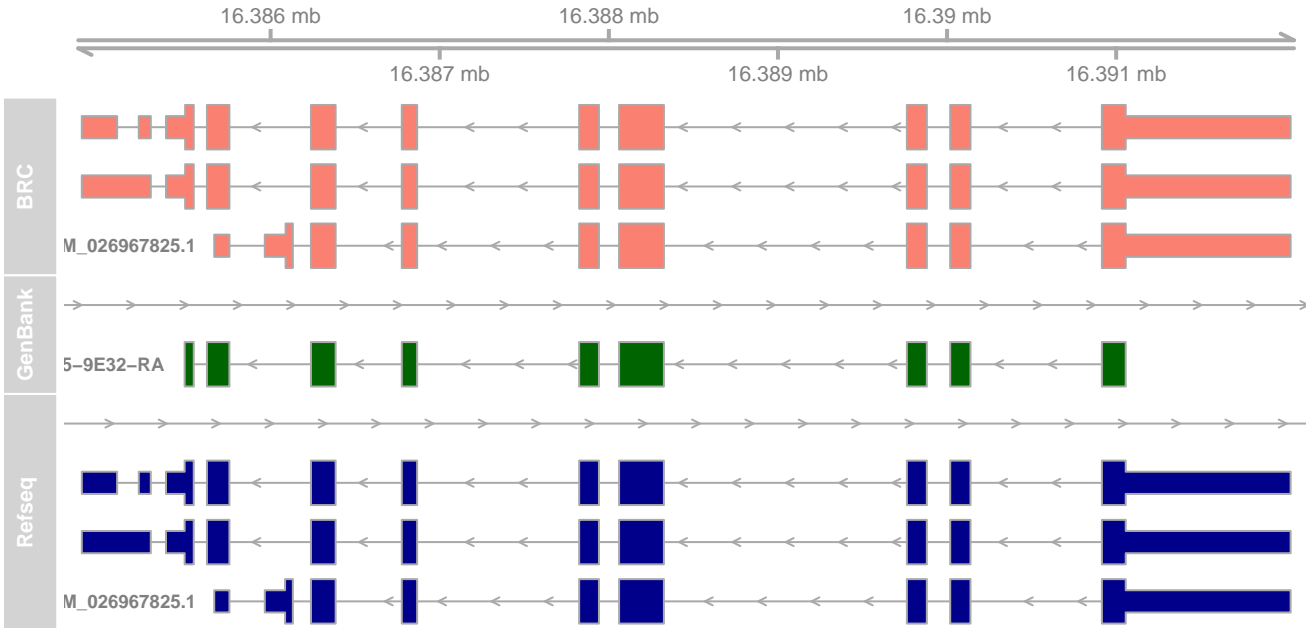 16.386 mb
16.388 mb
16.39 mb
16.387 mb
16.389 mb
16.391 mb
BRC
M_026967825.1
GenBank
5−9E32−RA
Refseq
M_026967825.1